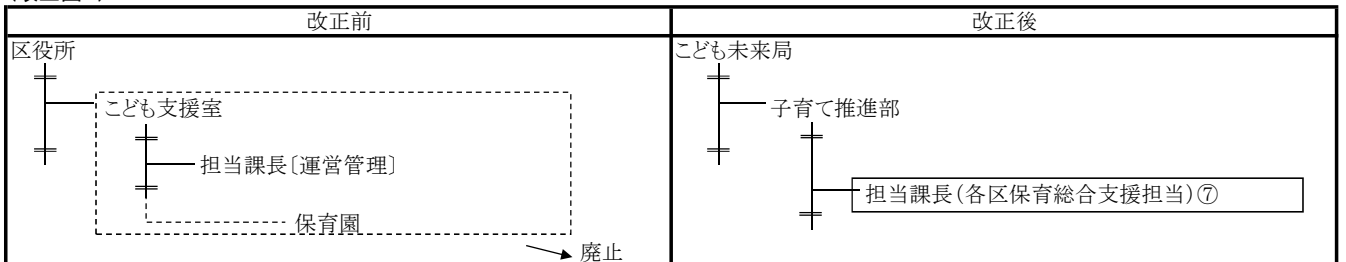 改正前
改正後
区役所
こども支援室
担当課長〔運営管理〕
保育園
廃止
こども未来局
子育て推進部
担当課長(各区保育総合支援担当)⑦